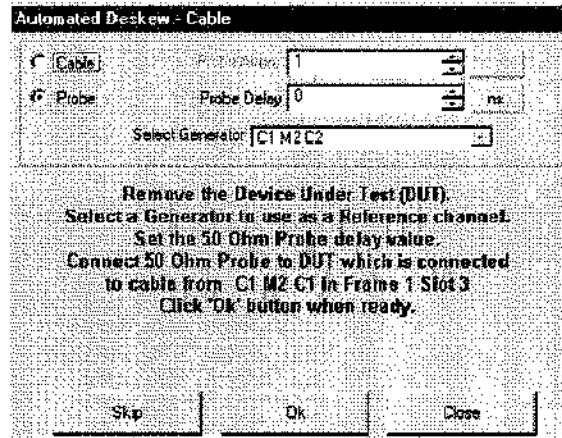 Automated Deskew - Cable
Cable 1
Probe Probe Delay 0 ns
Select Generator C1 M2 C2
Remove the Device Under Test (DUT).
Select a Generator to use as a Reference channel.
Set the 50 Ohm Probe delay value.
Connect 50 Ohm Probe to DUT which is connected
to cable from C1 M2 C1 in Frame 1 Slot 3
Click "Ok" button when ready.
Skip Ok Close